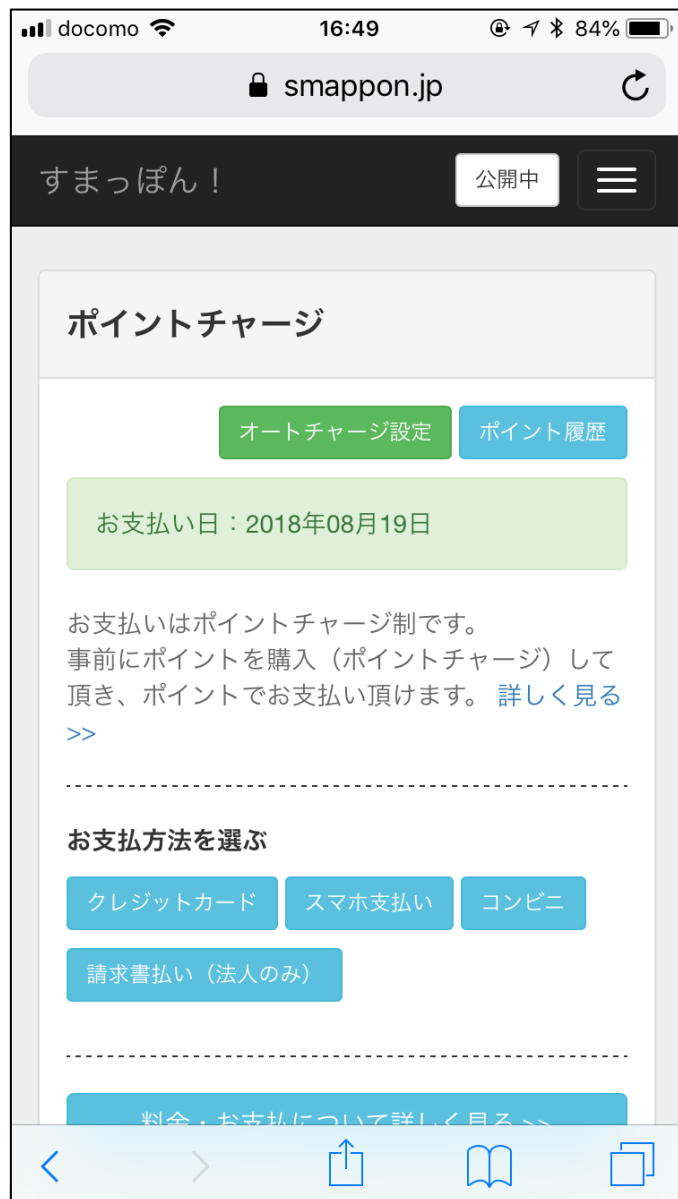 docomo 16:49 84%
smappon.jp
すまっぽん！ 公開中
ポイントチャージ
オートチャージ設定 ポイント履歴
お支払い日：2018年08月19日
お支払いはポイントチャージ制です。
事前にポイントを購入（ポイントチャージ）して
頂き、ポイントでお支払い頂けます。 詳しく見る
>>
お支払方法を選ぶ
クレジットカード スマホ支払い コンビニ
請求書払い（法人のみ）
料金・お支払について詳しく見る >>